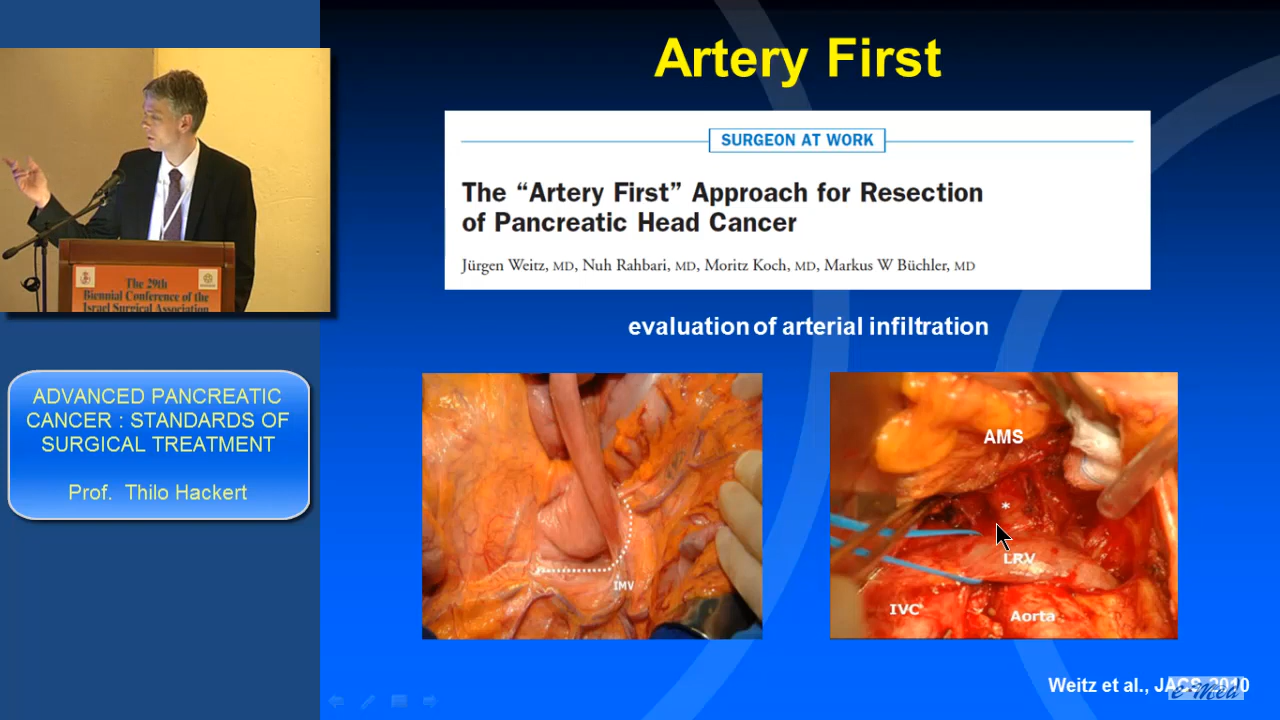 Artery First
SURGEON AT WORK
The “Artery First” Approach for Resection
of Pancreatic Head Cancer
Jürgen Weitz, MD, Nuh Rahbari, MD, Moritz Koch, MD, Markus W Büchler, MD
evaluation of arterial infiltration
The 29th
Biennial Conference of the
Israel Surgical Association
ADVANCED PANCREATIC
CANCER : STANDARDS OF
SURGICAL TREATMENT
Prof. Thilo Hackert
IMV
AMS
*
LRV
IVC
Aorta
Weitz et al., JACS 2010
e-Med